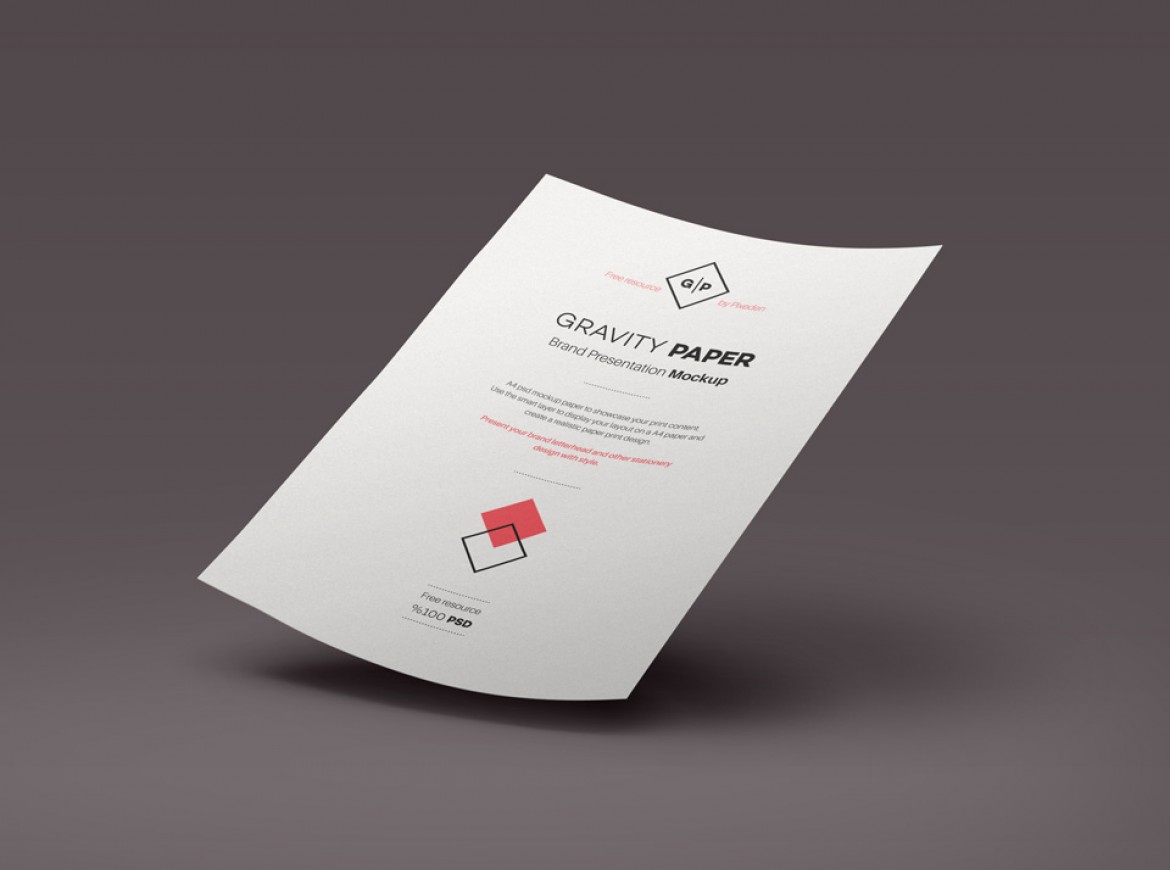 Free resource G/P by Pixeden
GRAVITY PAPER
Brand Presentation Mockup
A4 psd mockup paper to showcase your print content
Use the smart layer to display your layout on a A4 paper and
create a realistic paper print design.
Present your brand letterhead and other stationery
design with style.
Free resource
%100 PSD